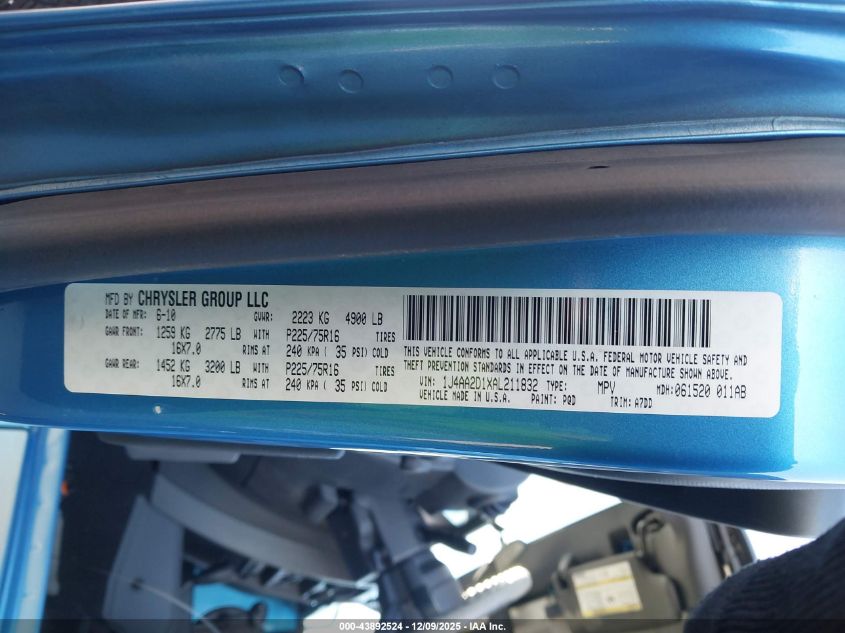 MFD BY CHRYSLER GROUP LLC
DATE OF MFR: 6-10 GVWR: 2223 KG 4900 LB
GAWR FRONT: 1259 KG 2775 LB WITH P225/75R16 TIRES
16X7.0 RIMS AT 240 KPA ( 35 PSI) COLD
GAWR REAR: 1452 KG 3200 LB WITH P225/75R16 TIRES
16X7.0 RIMS AT 240 KPA ( 35 PSI) COLD
THIS VEHICLE CONFORMS TO ALL APPLICABLE U.S.A. FEDERAL MOTOR VEHICLE SAFETY AND
THEFT PREVENTION STANDARDS IN EFFECT ON THE DATE OF MANUFACTURE SHOWN ABOVE.
VIN: 1J4AA2D1XAL211832 TYPE: MPV MDH: 061520 011AB
VEHICLE MADE IN U.S.A. PAINT: PQD TRIM: A7DD
000-43892524 | 12/09/2025 - IAA Inc.